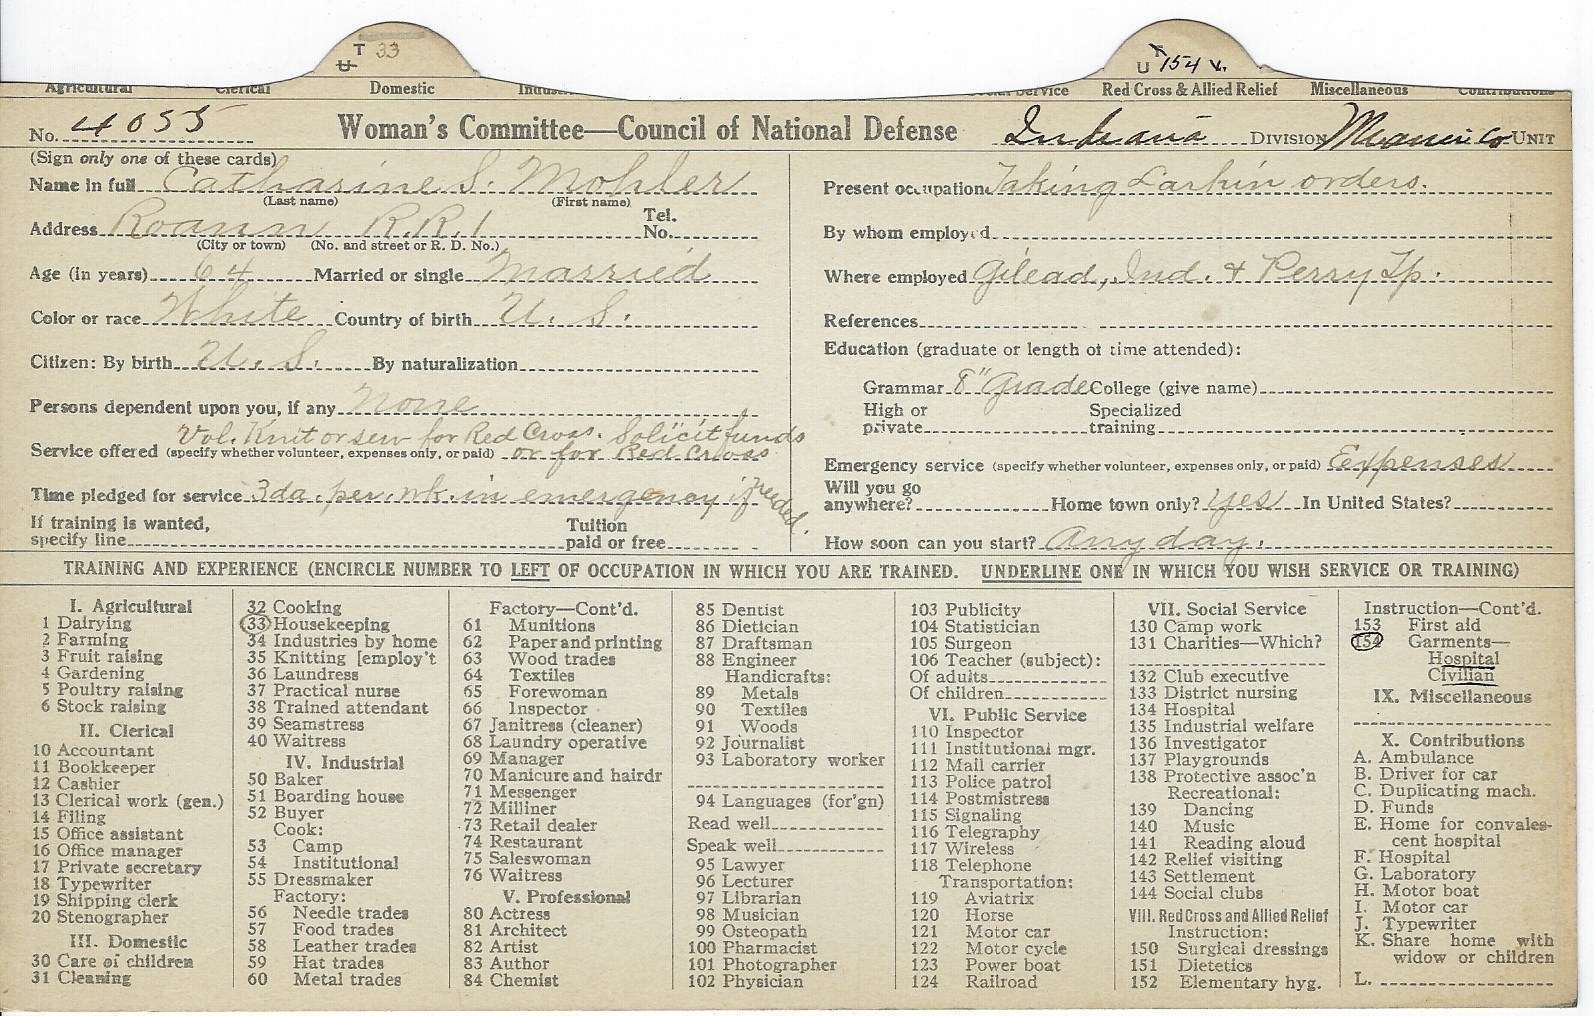 T 33
U
U 154 v.
Agricultural Clerical Domestic Indus Social Service Red Cross & Allied Relief Miscellaneous Contributions
No. 4055 Woman's Committee—Council of National Defense Indiana DIVISION Miami Co UNIT
(Sign only one of these cards)
Name in full Catharine S. Mohler
(Last name) (First name)
Address Roann R.R.1 Tel. No.
(City or town) (No. and street or R. D. No.)
Age (in years) 64 Married or single Married
Color or race White Country of birth U. S.
Citizen: By birth U. S. By naturalization
Persons dependent upon you, if any None
Vol. Knit or sew for Red Cross. Solicit funds
Service offered (specify whether volunteer, expenses only, or paid) or for Red Cross
Time pledged for service 3 da. per. wk. in emergency if needed.
If training is wanted, specify line Tuition paid or free
Present occupation Taking Larkin orders.
By whom employed
Where employed Gilead, Ind. & Perry Tp.
References
Education (graduate or length of time attended):
Grammar 8" Grade College (give name)
High or private Specialized training
Emergency service (specify whether volunteer, expenses only, or paid) Expenses
Will you go anywhere? Home town only? Yes In United States?
How soon can you start? Any day.
TRAINING AND EXPERIENCE (ENCIRCLE NUMBER TO LEFT OF OCCUPATION IN WHICH YOU ARE TRAINED. UNDERLINE ONE IN WHICH YOU WISH SERVICE OR TRAINING)
I. Agricultural
1 Dairying
2 Farming
3 Fruit raising
4 Gardening
5 Poultry raising
6 Stock raising
II. Clerical
10 Accountant
11 Bookkeeper
12 Cashier
13 Clerical work (gen.)
14 Filing
15 Office assistant
16 Office manager
17 Private secretary
18 Typewriter
19 Shipping clerk
20 Stenographer
III. Domestic
30 Care of children
31 Cleaning
32 Cooking
33 Housekeeping
34 Industries by home
35 Knitting [employ't
36 Laundress
37 Practical nurse
38 Trained attendant
39 Seamstress
40 Waitress
IV. Industrial
50 Baker
51 Boarding house
52 Buyer
Cook:
53 Camp
54 Institutional
55 Dressmaker
Factory:
56 Needle trades
57 Food trades
58 Leather trades
59 Hat trades
60 Metal trades
Factory—Cont'd.
61 Munitions
62 Paper and printing
63 Wood trades
64 Textiles
65 Forewoman
66 Inspector
67 Janitress (cleaner)
68 Laundry operative
69 Manager
70 Manicure and hairdr
71 Messenger
72 Milliner
73 Retail dealer
74 Restaurant
75 Saleswoman
76 Waitress
V. Professional
80 Actress
81 Architect
82 Artist
83 Author
84 Chemist
85 Dentist
86 Dietician
87 Draftsman
88 Engineer
Handicrafts:
89 Metals
90 Textiles
91 Woods
92 Journalist
93 Laboratory worker
94 Languages (for'gn)
Read well
Speak well
95 Lawyer
96 Lecturer
97 Librarian
98 Musician
99 Osteopath
100 Pharmacist
101 Photographer
102 Physician
103 Publicity
104 Statistician
105 Surgeon
106 Teacher (subject):
Of adults
Of children
VI. Public Service
110 Inspector
111 Institutional mgr.
112 Mail carrier
113 Police patrol
114 Postmistress
115 Signaling
116 Telegraphy
117 Wireless
118 Telephone
Transportation:
119 Aviatrix
120 Horse
121 Motor car
122 Motor cycle
123 Power boat
124 Railroad
VII. Social Service
130 Camp work
131 Charities—Which?
132 Club executive
133 District nursing
134 Hospital
135 Industrial welfare
136 Investigator
137 Playgrounds
138 Protective assoc'n
Recreational:
139 Dancing
140 Music
141 Reading aloud
142 Relief visiting
143 Settlement
144 Social clubs
VIII. Red Cross and Allied Relief
Instruction:
150 Surgical dressings
151 Dietetics
152 Elementary hyg.
Instruction—Cont'd.
153 First aid
154 Garments—
Hospital
Civilian
IX. Miscellaneous
X. Contributions
A. Ambulance
B. Driver for car
C. Duplicating mach.
D. Funds
E. Home for convales-
cent hospital
F. Hospital
G. Laboratory
H. Motor boat
I. Motor car
J. Typewriter
K. Share home with
widow or children
L.